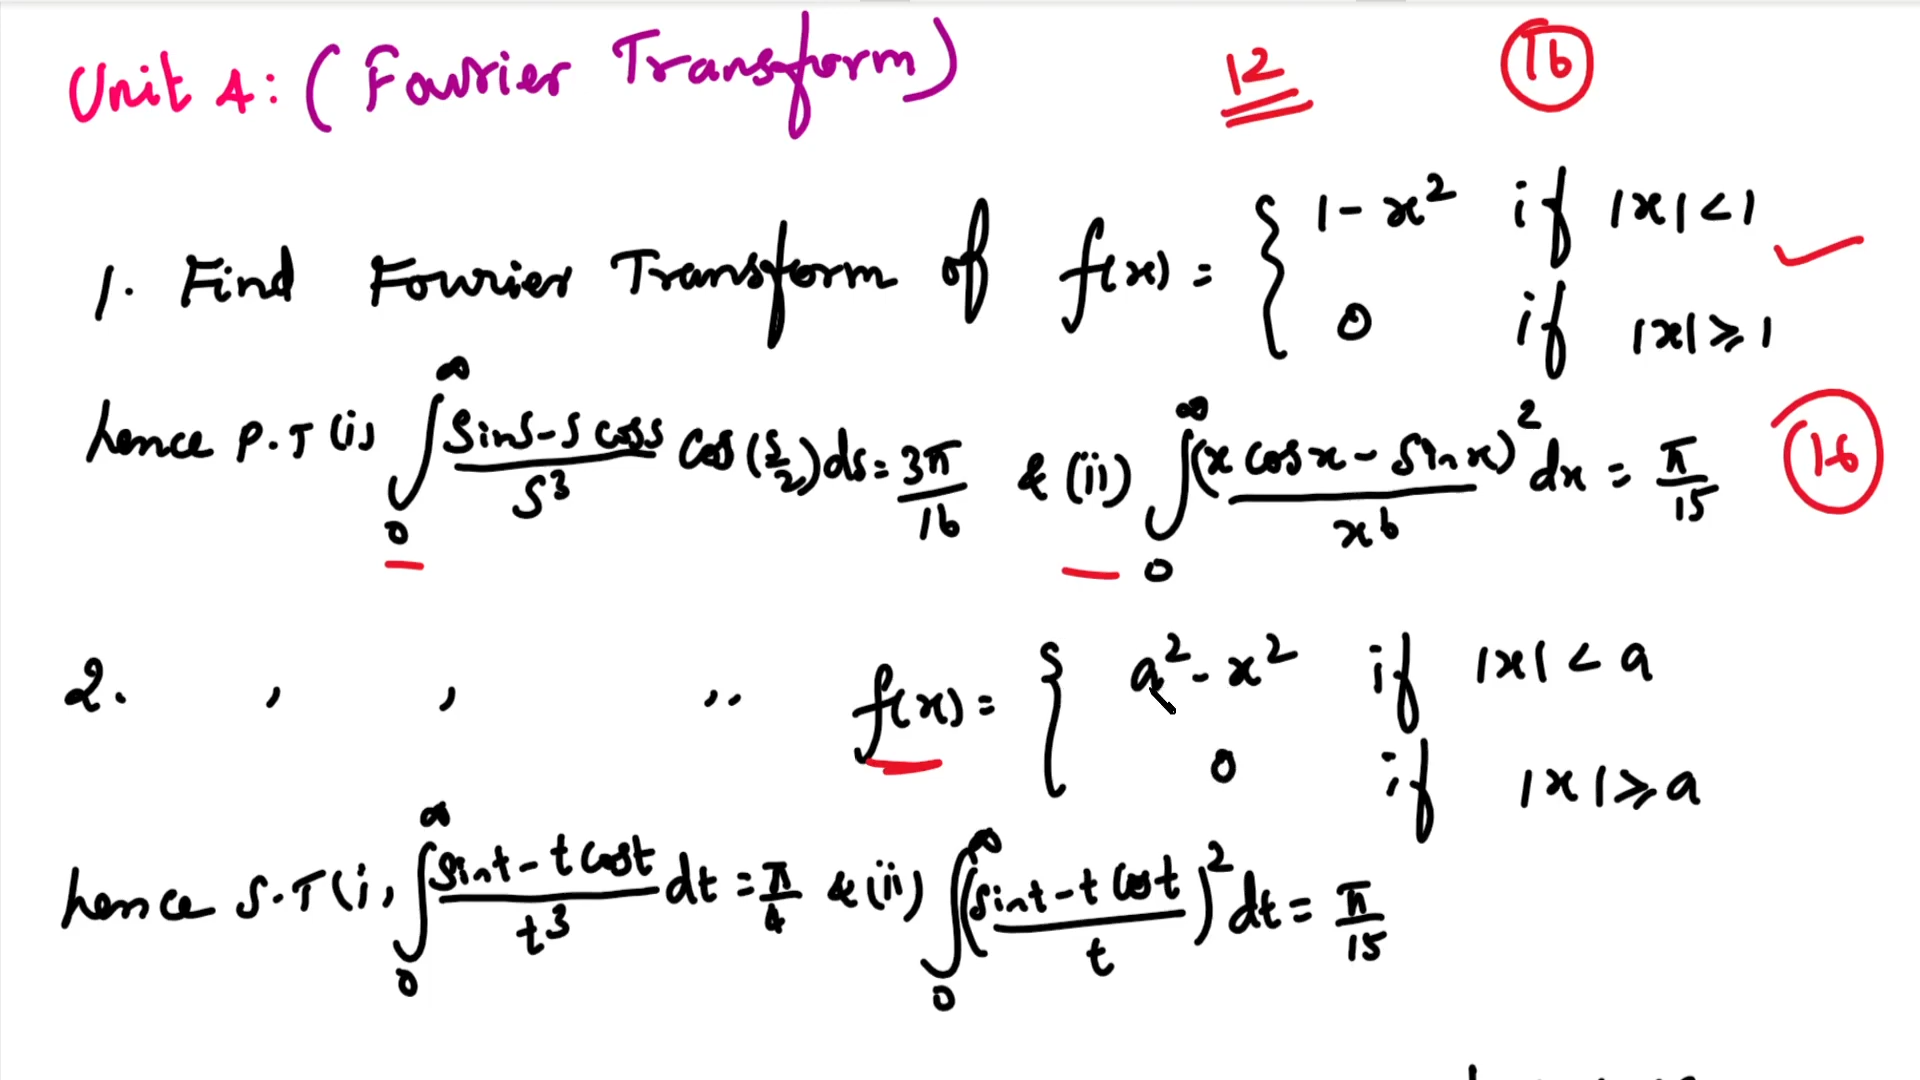 Unit 4: (Fourier Transform) 12 16
1. Find Fourier Transform of f(x) = { 1 - x² if |x| < 1
0 if |x| ≥ 1
hence P.T (i) ∫₀^∞ (sin s - s cos s)/s³ cos(s/2) ds = 3π/16 & (ii) ∫₀^∞ (x cos x - sin x)²/x⁶ dx = π/15 16
2. , , ,, f(x) = { a² - x² if |x| < a
0 if |x| ≥ a
hence S.T (i) ∫₀^∞ (sin t - t cos t)/t³ dt = π/4 & (ii) ∫₀^∞ ((sin t - t cos t)/t)² dt = π/15